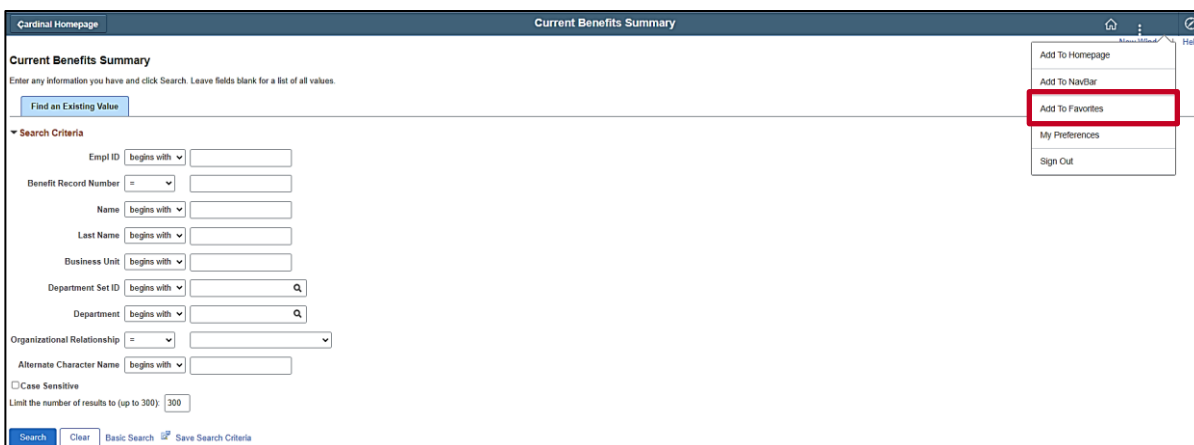 Cardinal Homepage
Current Benefits Summary
New Window
Hel
Current Benefits Summary
Enter any information you have and click Search. Leave fields blank for a list of all values.
Find an Existing Value
Search Criteria
Empl ID begins with
Benefit Record Number =
Name begins with
Last Name begins with
Business Unit begins with
Department Set ID begins with
Department begins with
Organizational Relationship =
Alternate Character Name begins with
Case Sensitive
Limit the number of results to (up to 300): 300
Search Clear Basic Search Save Search Criteria
Add To Homepage
Add To NavBar
Add To Favorites
My Preferences
Sign Out